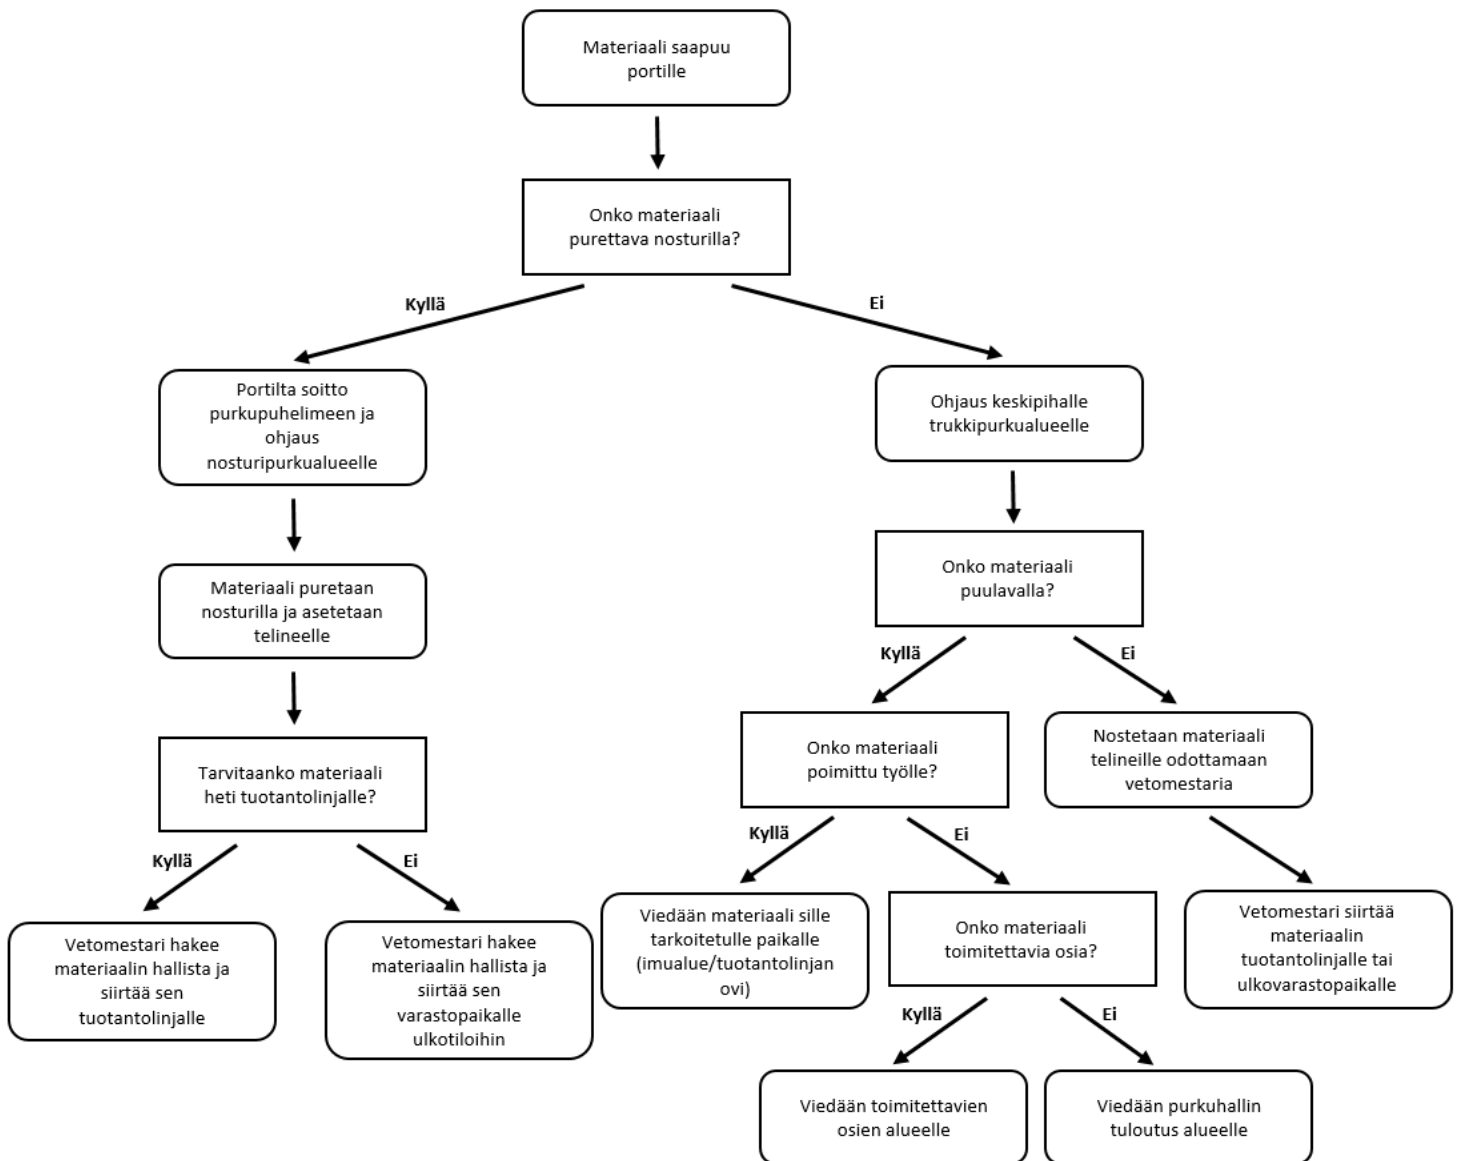 Materiaali saapuu
portille
Onko materiaali
purettava nosturilla?
Kyllä
Ei
Portilta soitto
purkupuhelimeen ja
ohjaus
nosturipurkualueelle
Ohjaus keskipihalle
trukkipurkualueelle
Materiaali puretaan
nosturilla ja asetetaan
telineelle
Onko materiaali
puulavalla?
Kyllä
Ei
Tarvitaanko materiaali
heti tuotantolinjalle?
Onko materiaali
poimittu työlle?
Nostetaan materiaali
telineille odottamaan
vetomestaria
Kyllä
Ei
Kyllä
Ei
Vetomestari hakee
materiaalin hallista ja
siirtää sen
tuotantolinjalle
Vetomestari hakee
materiaalin hallista ja
siirtää sen
varastopaikalle
ulkotiloihin
Viedään materiaali sille
tarkoitetulle paikalle
(imualue/tuotantolinjan
ovi)
Onko materiaali
toimitettavia osia?
Vetomestari siirtää
materiaalin
tuotantolinjalle tai
ulkovarastopaikalle
Kyllä
Ei
Viedään toimitettavien
osien alueelle
Viedään purkuhallin
tuloutus alueelle